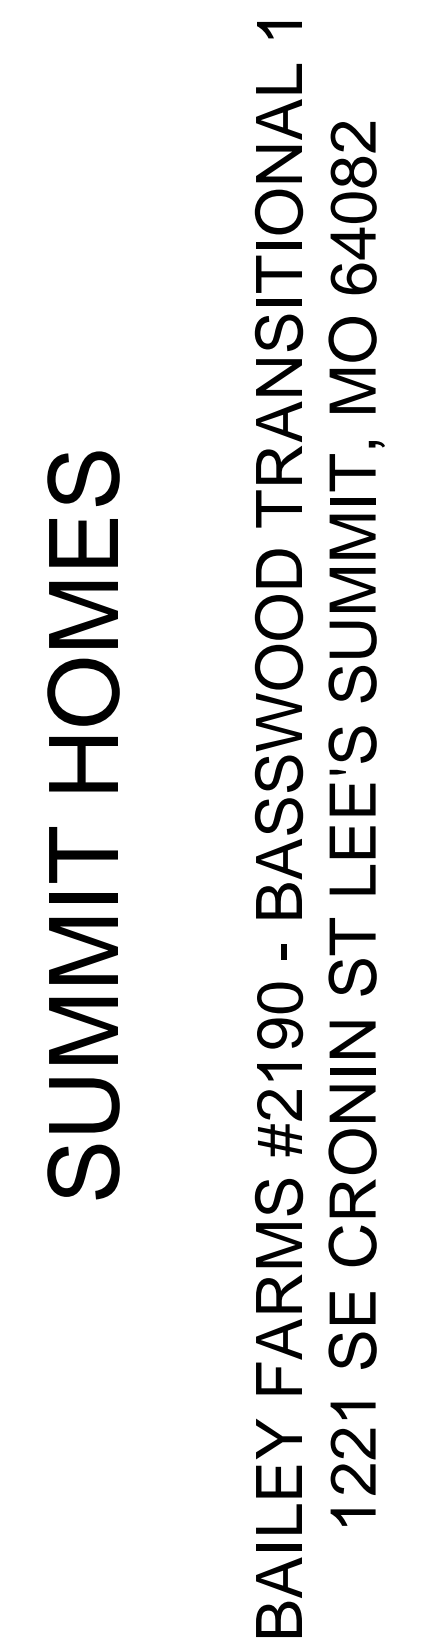 SUMMIT HOMES
BAILEY FARMS #2190 - BASSWOOD TRANSITIONAL 1
1221 SE CRONIN ST LEE'S SUMMIT, MO 64082